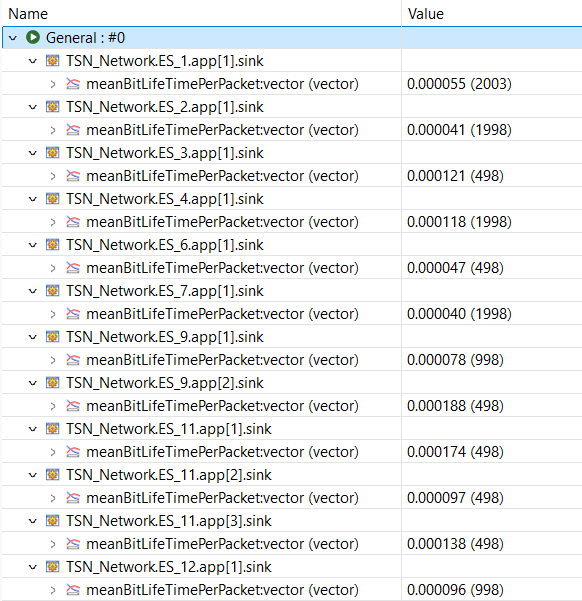 Name Value
General : #0
TSN_Network.ES_1.app[1].sink
meanBitLifeTimePerPacket:vector (vector) 0.000055 (2003)
TSN_Network.ES_2.app[1].sink
meanBitLifeTimePerPacket:vector (vector) 0.000041 (1998)
TSN_Network.ES_3.app[1].sink
meanBitLifeTimePerPacket:vector (vector) 0.000121 (498)
TSN_Network.ES_4.app[1].sink
meanBitLifeTimePerPacket:vector (vector) 0.000118 (1998)
TSN_Network.ES_6.app[1].sink
meanBitLifeTimePerPacket:vector (vector) 0.000047 (498)
TSN_Network.ES_7.app[1].sink
meanBitLifeTimePerPacket:vector (vector) 0.000040 (1998)
TSN_Network.ES_9.app[1].sink
meanBitLifeTimePerPacket:vector (vector) 0.000078 (998)
TSN_Network.ES_9.app[2].sink
meanBitLifeTimePerPacket:vector (vector) 0.000188 (498)
TSN_Network.ES_11.app[1].sink
meanBitLifeTimePerPacket:vector (vector) 0.000174 (498)
TSN_Network.ES_11.app[2].sink
meanBitLifeTimePerPacket:vector (vector) 0.000097 (498)
TSN_Network.ES_11.app[3].sink
meanBitLifeTimePerPacket:vector (vector) 0.000138 (498)
TSN_Network.ES_12.app[1].sink
meanBitLifeTimePerPacket:vector (vector) 0.000096 (998)